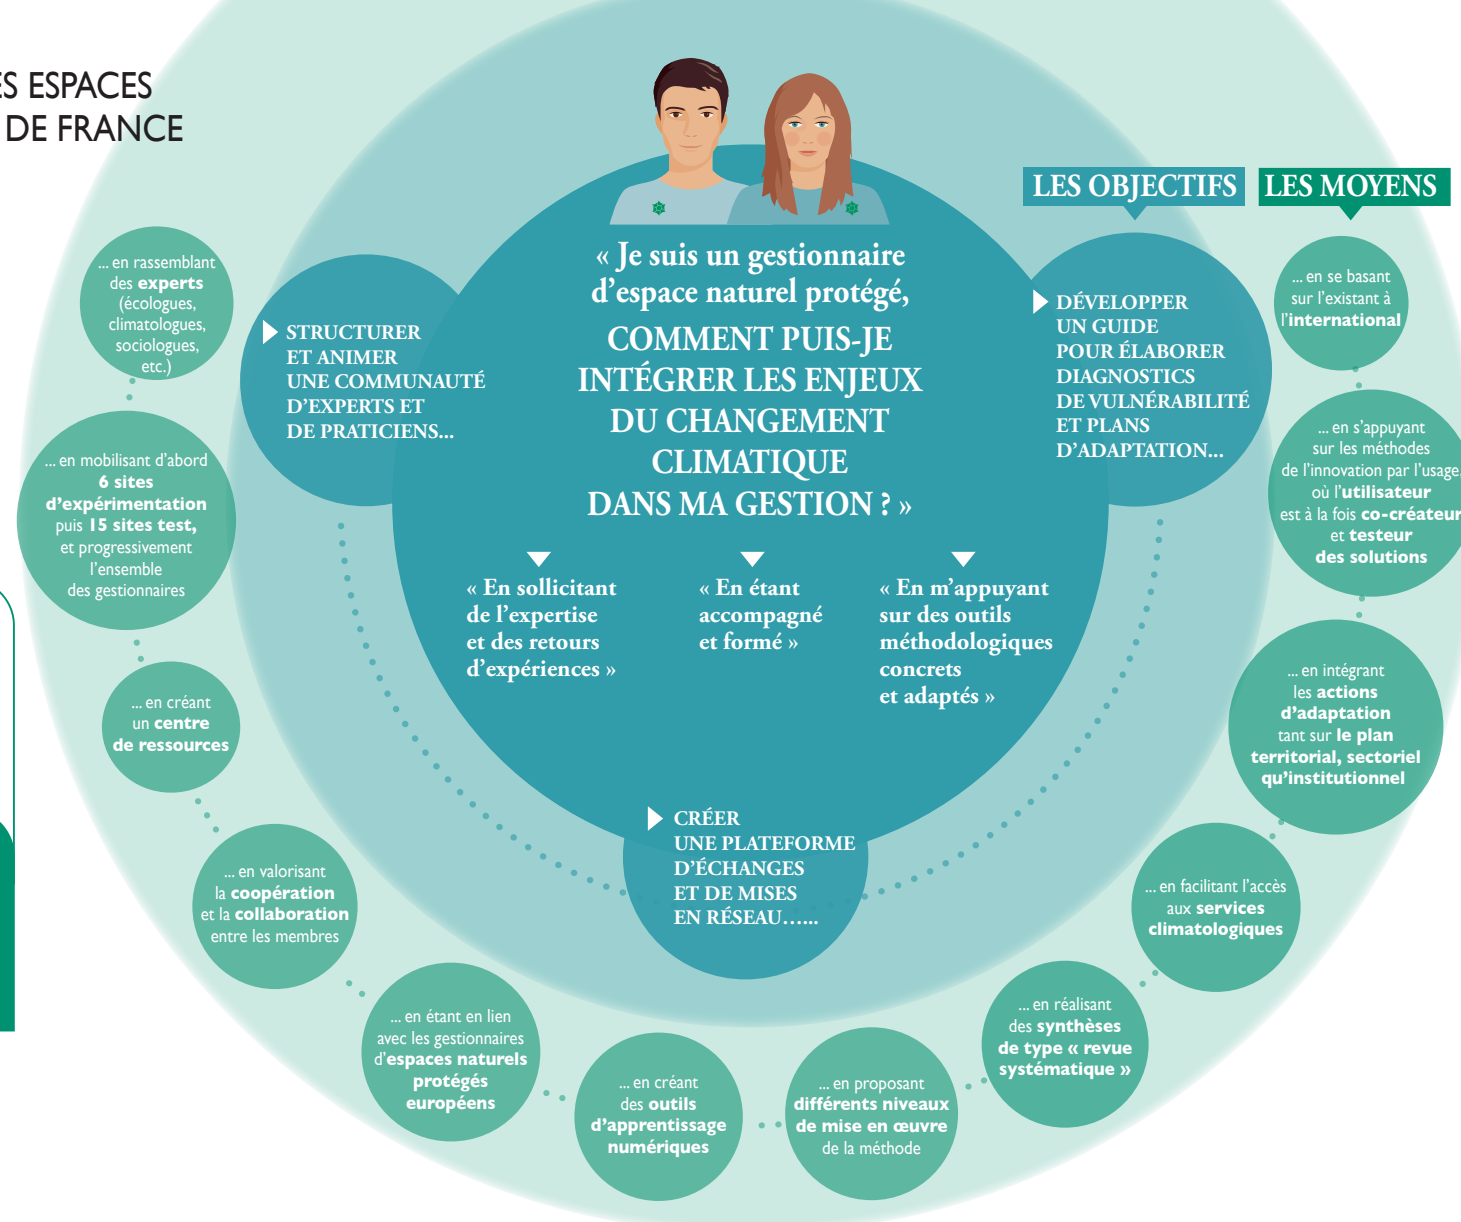 ES ESPACES
DE FRANCE
LES OBJECTIFS
LES MOYENS
« Je suis un gestionnaire
d’espace naturel protégé,
COMMENT PUIS-JE
INTÉGRER LES ENJEUX
DU CHANGEMENT
CLIMATIQUE
DANS MA GESTION ? »
« En sollicitant
de l’expertise
et des retours
d’expériences »
« En étant
accompagné
et formé »
« En m’appuyant
sur des outils
méthodologiques
concrets
et adaptés »
STRUCTURER
ET ANIMER
UNE COMMUNAUTÉ
D’EXPERTS ET
DE PRATICIENS...
DÉVELOPPER
UN GUIDE
POUR ÉLABORER
DIAGNOSTICS
DE VULNÉRABILITÉ
ET PLANS
D’ADAPTATION...
CRÉER
UNE PLATEFORME
D’ÉCHANGES
ET DE MISES
EN RÉSEAU…...
... en rassemblant
des experts
(écologues,
climatologues,
sociologues,
etc.)
... en mobilisant d’abord
6 sites
d’expérimentation
puis 15 sites test,
et progressivement
l’ensemble
des gestionnaires
... en créant
un centre
de ressources
... en valorisant
la coopération
et la collaboration
entre les membres
... en étant en lien
avec les gestionnaires
d’espaces naturels
protégés
européens
... en créant
des outils
d’apprentissage
numériques
... en proposant
différents niveaux
de mise en œuvre
de la méthode
... en réalisant
des synthèses
de type « revue
systématique »
... en facilitant l’accès
aux services
climatologiques
... en intégrant
les actions
d’adaptation
tant sur le plan
territorial, sectoriel
qu’institutionnel
... en s’appuyant
sur les méthodes
de l’innovation par l’usage,
où l’utilisateur
est à la fois co-créateur
et testeur
des solutions
... en se basant
sur l’existant à
l’international